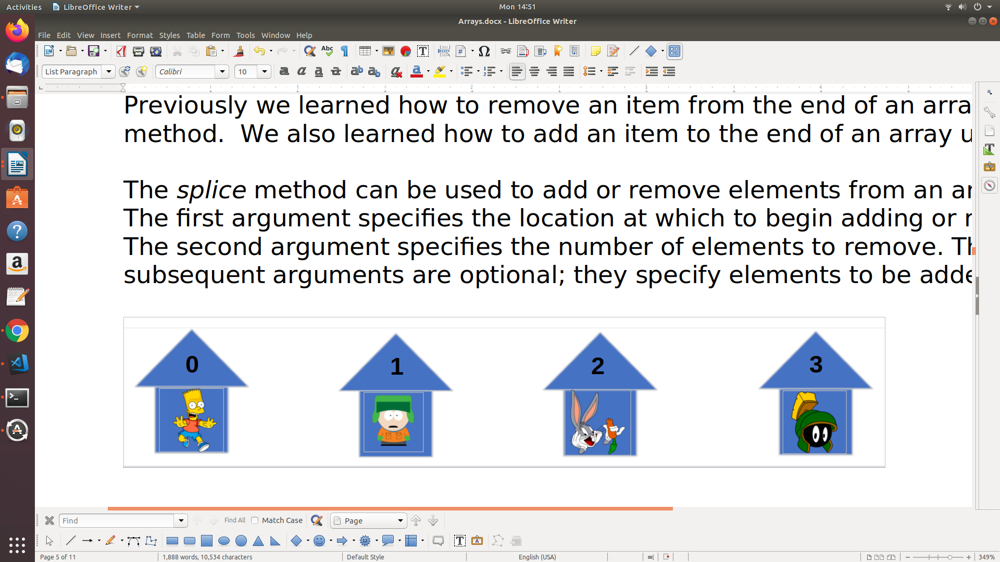 Activities LibreOffice Writer Mon 14:51
Arrays.docx - LibreOffice Writer
File Edit View Insert Format Styles Table Form Tools Window Help
List Paragraph Calibri 10
1 2 3 4
Previously we learned how to remove an item from the end of an arra
method. We also learned how to add an item to the end of an array u
The splice method can be used to add or remove elements from an ar
The first argument specifies the location at which to begin adding or r
The second argument specifies the number of elements to remove. Th
subsequent arguments are optional; they specify elements to be adde
0 1 2 3
Find Find All Match Case Page
Page 5 of 11 1,888 words, 10,534 characters Default Style English (USA) 349%